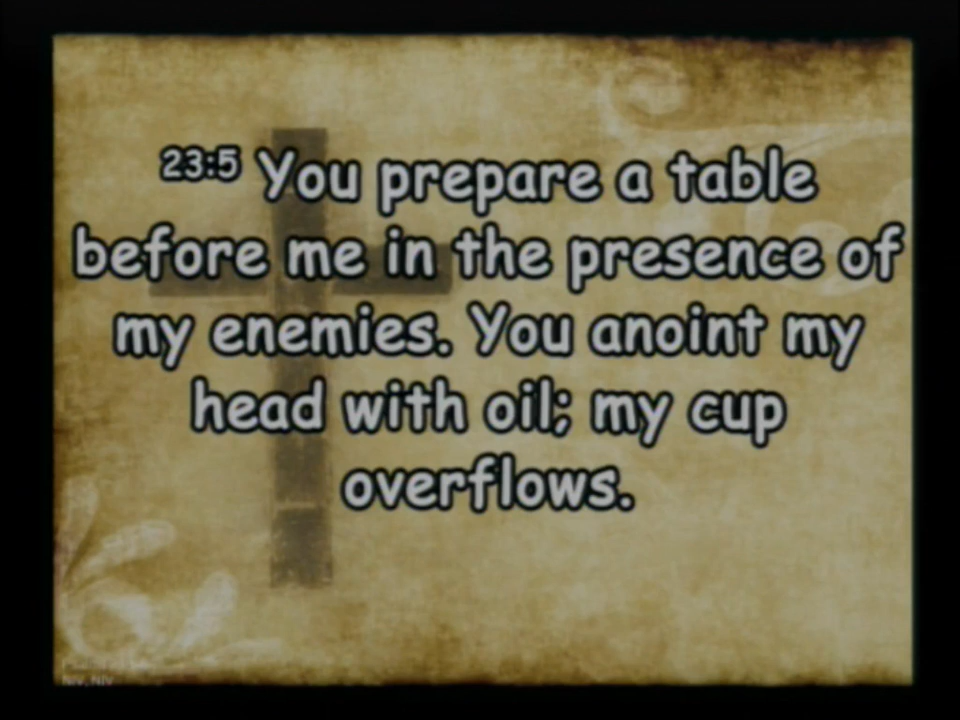 23:5 You prepare a table
before me in the presence of
my enemies. You anoint my
head with oil; my cup
overflows.
NIV, NIV